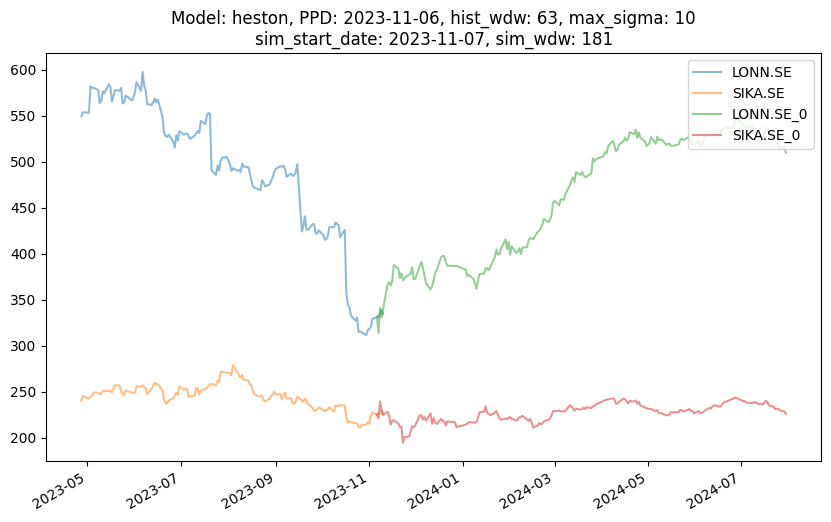 Model: heston, PPD: 2023-11-06, hist_wdw: 63, max_sigma: 10
sim_start_date: 2023-11-07, sim_wdw: 181
LONN.SE
SIKA.SE
LONN.SE_0
SIKA.SE_0
600
550
500
450
400
350
300
250
200
2023-05
2023-07
2023-09
2023-11
2024-01
2024-03
2024-05
2024-07